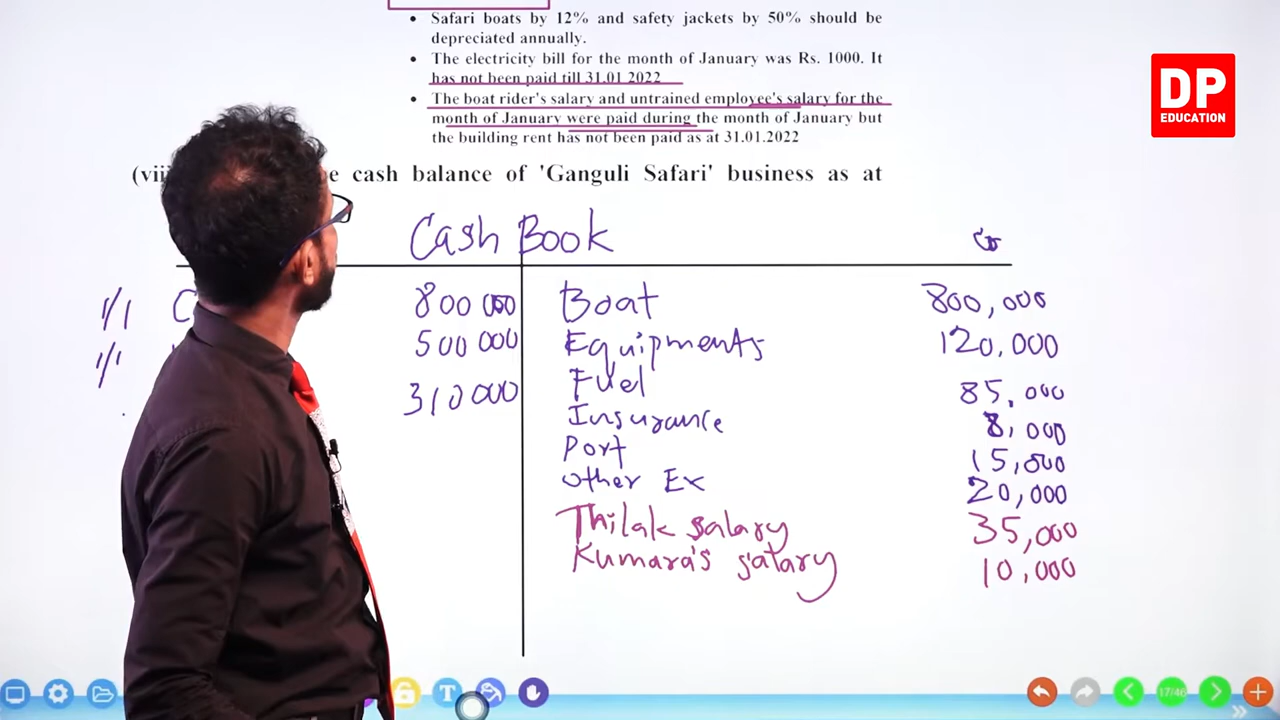 • Safari boats by 12% and safety jackets by 50% should be
depreciated annually.
• The electricity bill for the month of January was Rs. 1000. It
has not been paid till 31.01 2022
• The boat rider's salary and untrained employee's salary for the
month of January were paid during the month of January but
the building rent has not been paid as at 31.01.2022
DP
EDUCATION
(vii cash balance of 'Ganguli Safari' business as at
Cash Book
Cr
1/1 C 800 000 Boat 800,000
1/1 500 000 Equipments 120,000
310 000 Fuel 85,000
Insurance 8,000
Port 15,000
Other Ex 20,000
Thilak salary 35,000
Kumara's salary 10,000
T
17/46